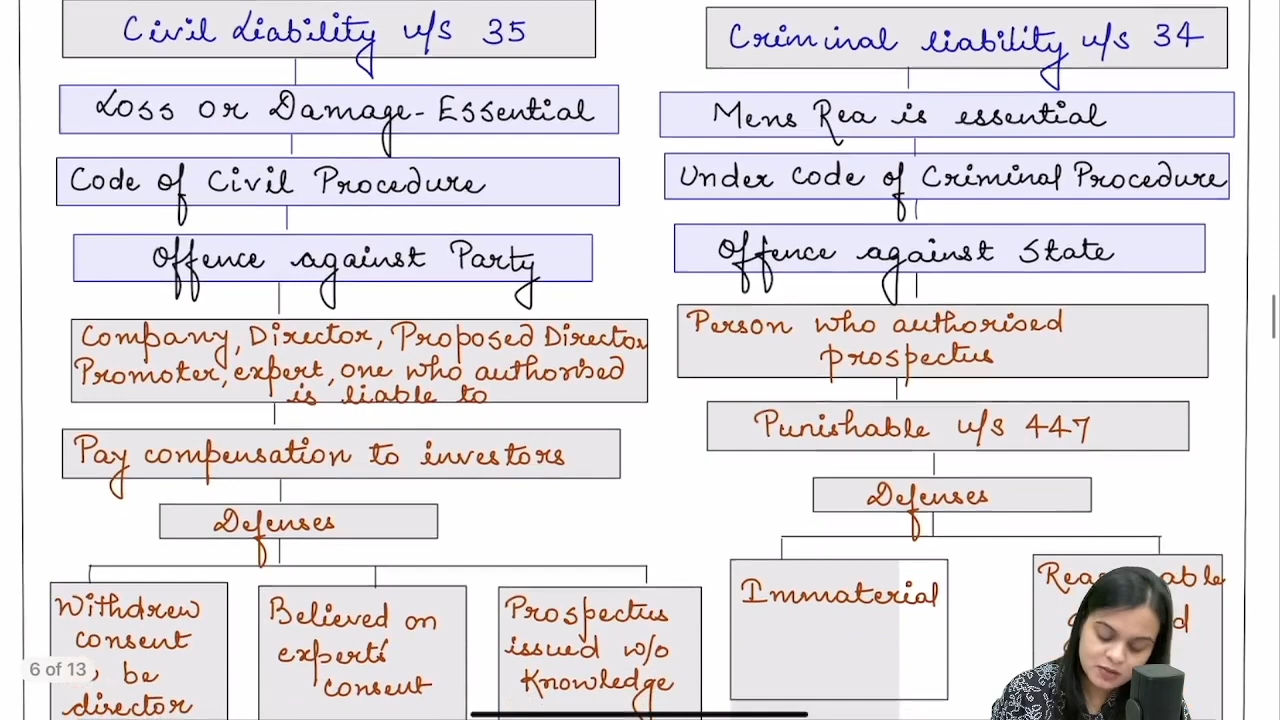 Civil Liability u/s 35
Loss or Damage- Essential
Code of Civil Procedure
Offence against Party
Company, Director, Proposed Director
Promoter, expert, one who authorised
is liable to
Pay compensation to investors
Defenses
Withdrew
consent
be
director
Believed on
experts'
consent
Prospectus
issued w/o
Knowledge
Criminal liability u/s 34
Mens Rea is essential
Under Code of Criminal Procedure
Offence against State
Person who authorised
prospectus
Punishable u/s 447
Defenses
Immaterial
6 of 13